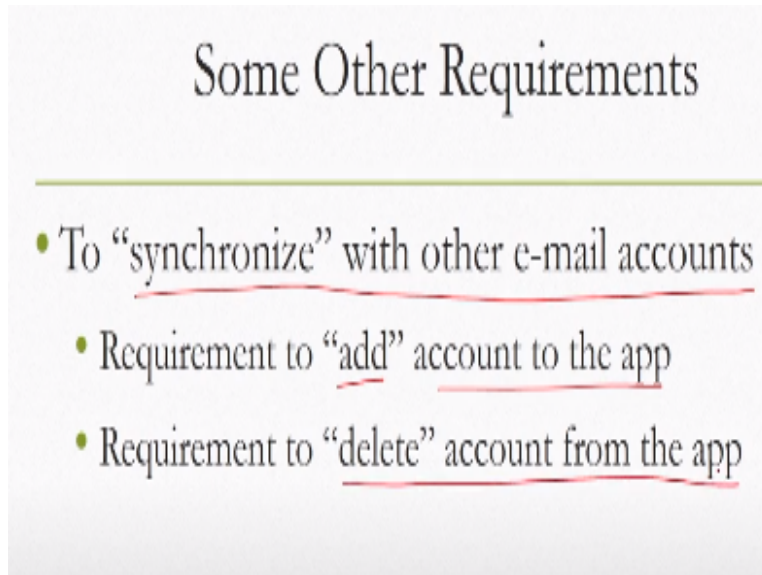 Some Other Requirements
• To “synchronize” with other e-mail accounts
• Requirement to “add” account to the app
• Requirement to “delete” account from the app